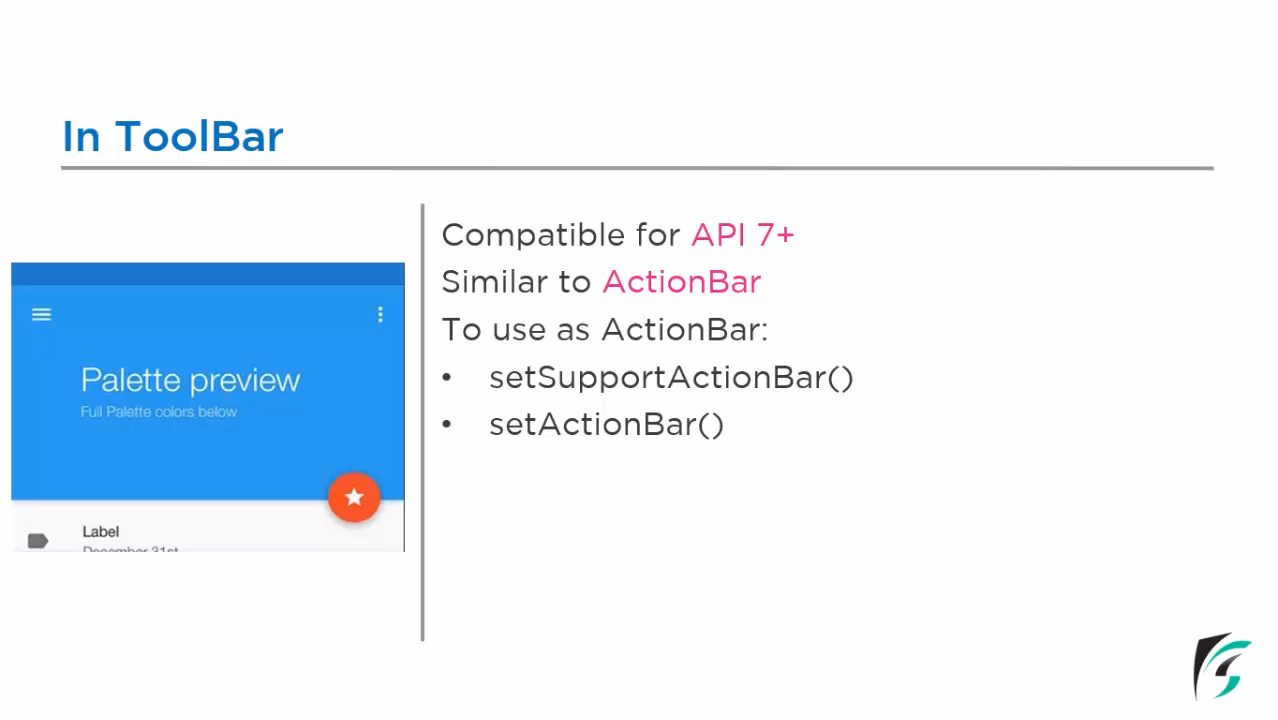 In ToolBar
Compatible for API 7+
Similar to ActionBar
To use as ActionBar:
• setSupportActionBar()
• setActionBar()
Palette preview
Full Palette colors below
Label
December 31st